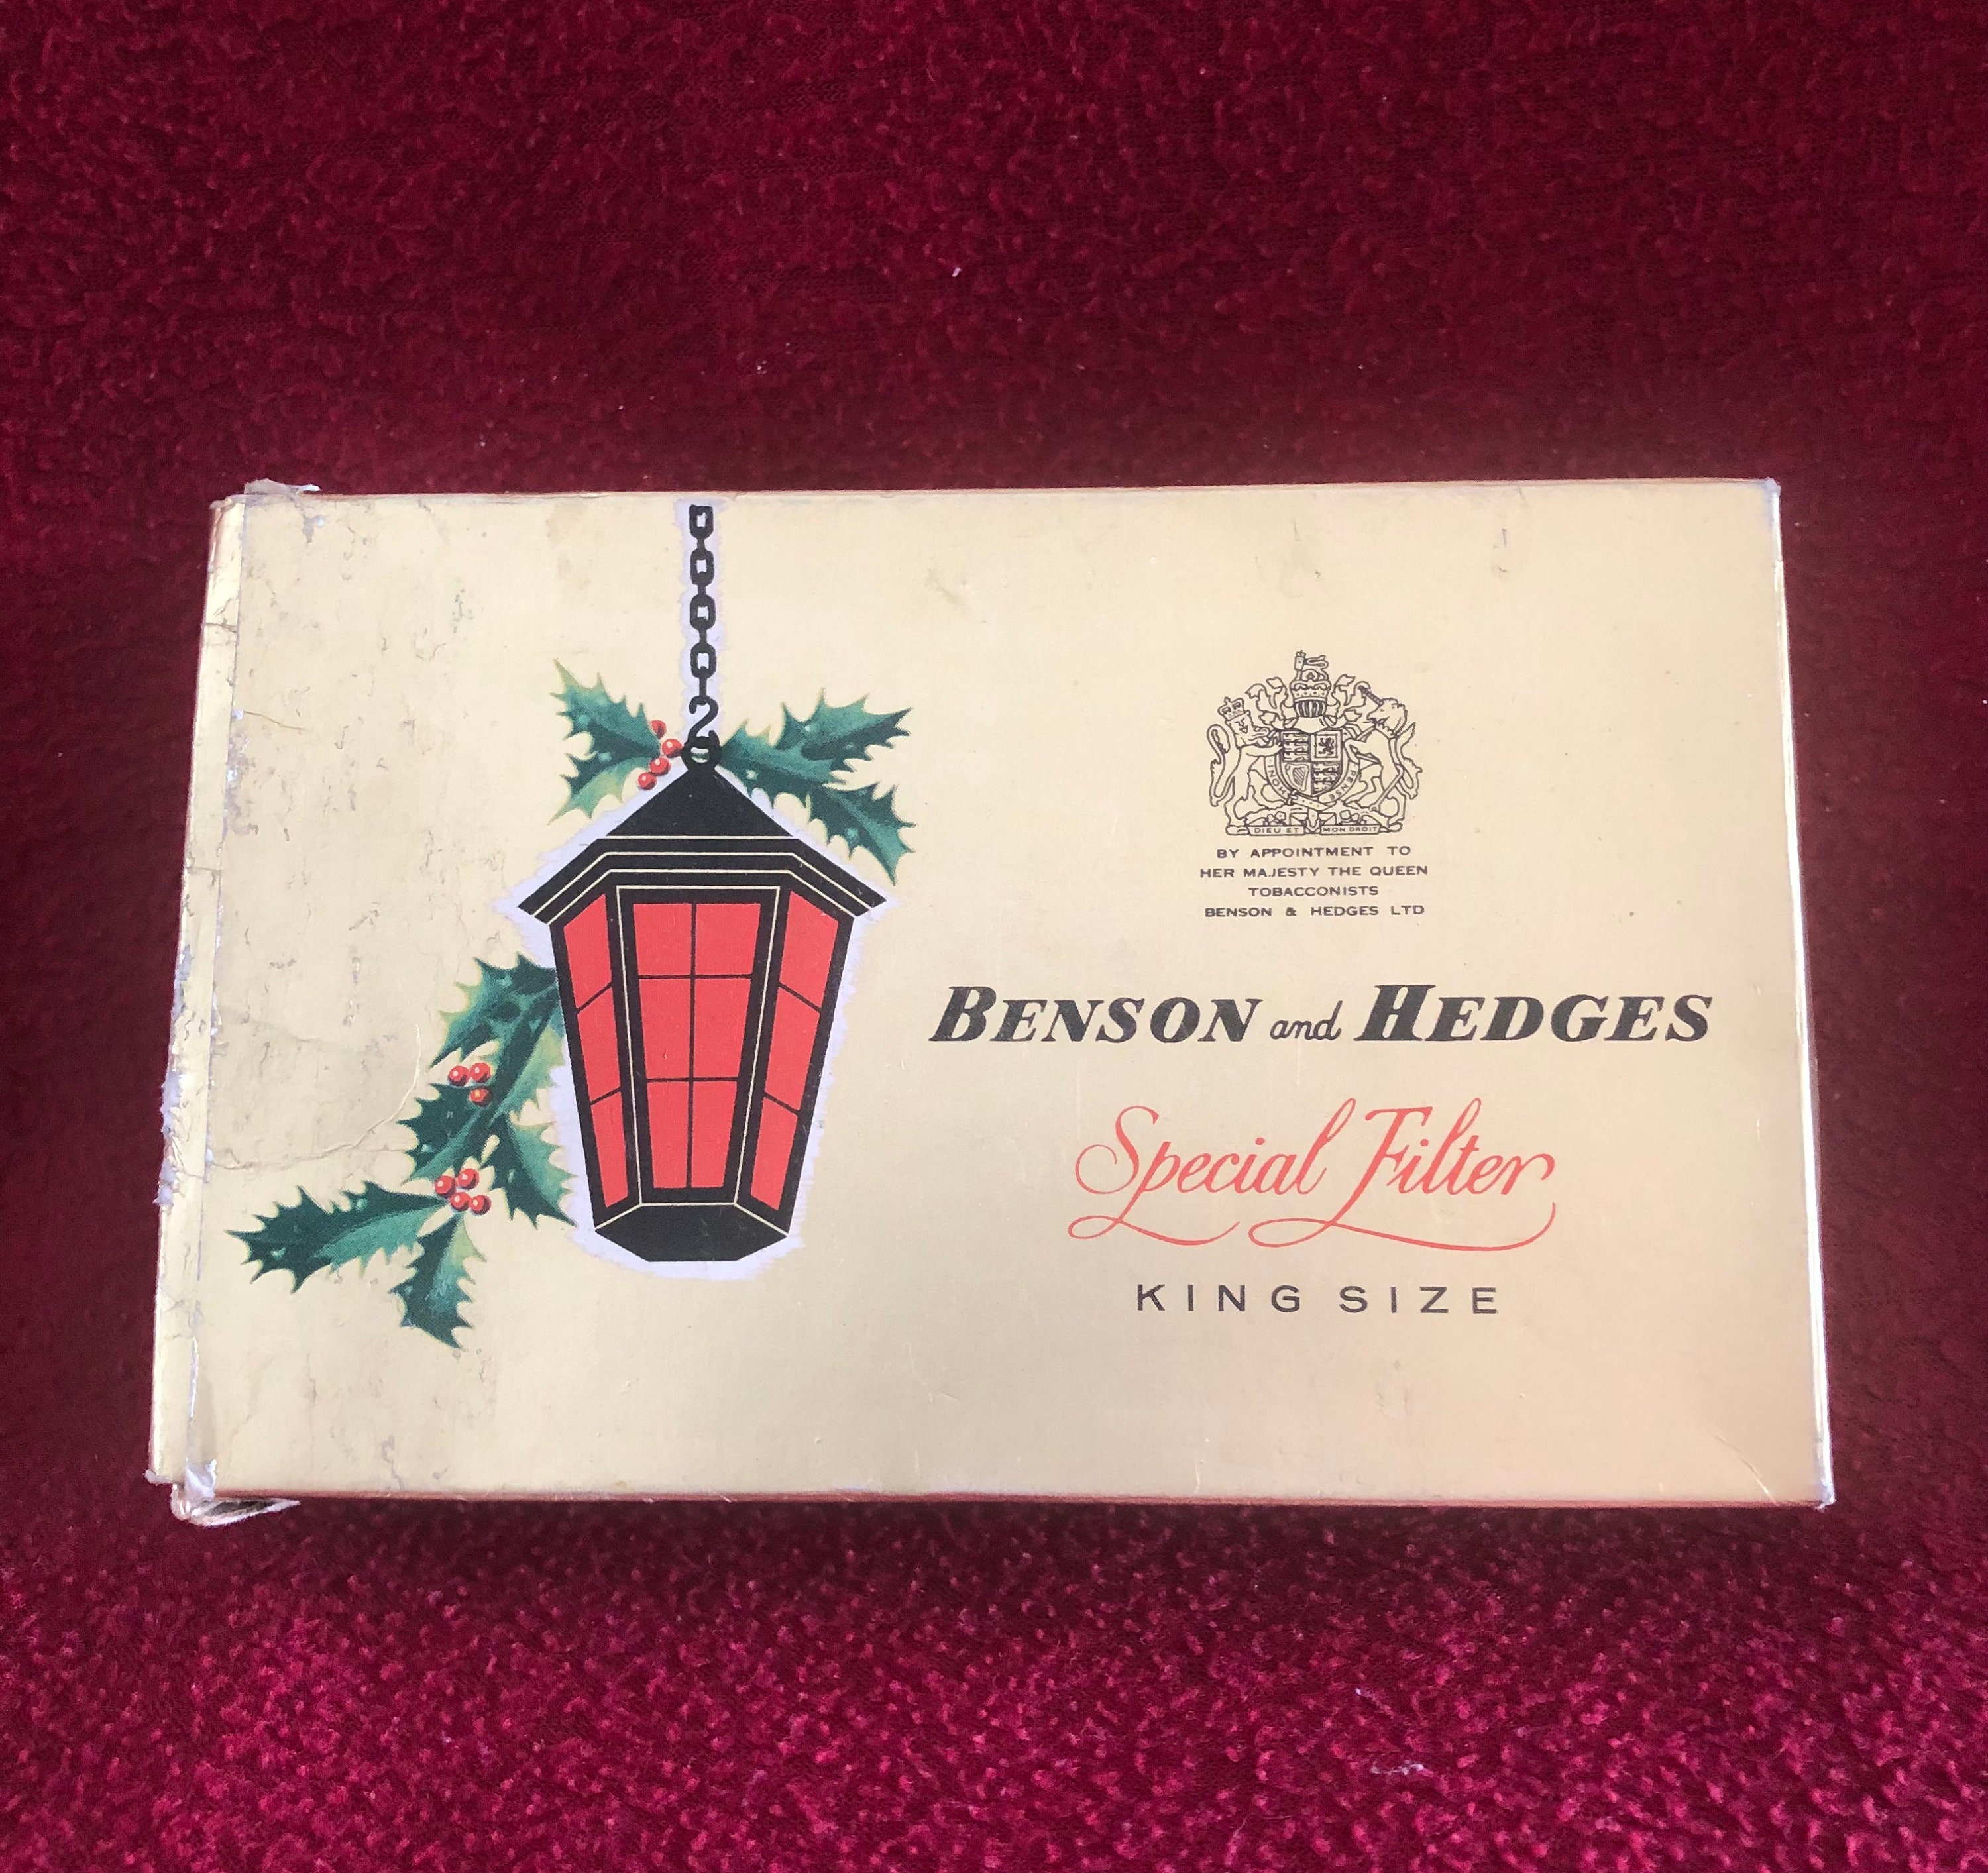 DIEU ET MON DROIT
BY APPOINTMENT TO
HER MAJESTY THE QUEEN
TOBACCONISTS
BENSON & HEDGES LTD
BENSON and HEDGES
Special Filter
KING SIZE